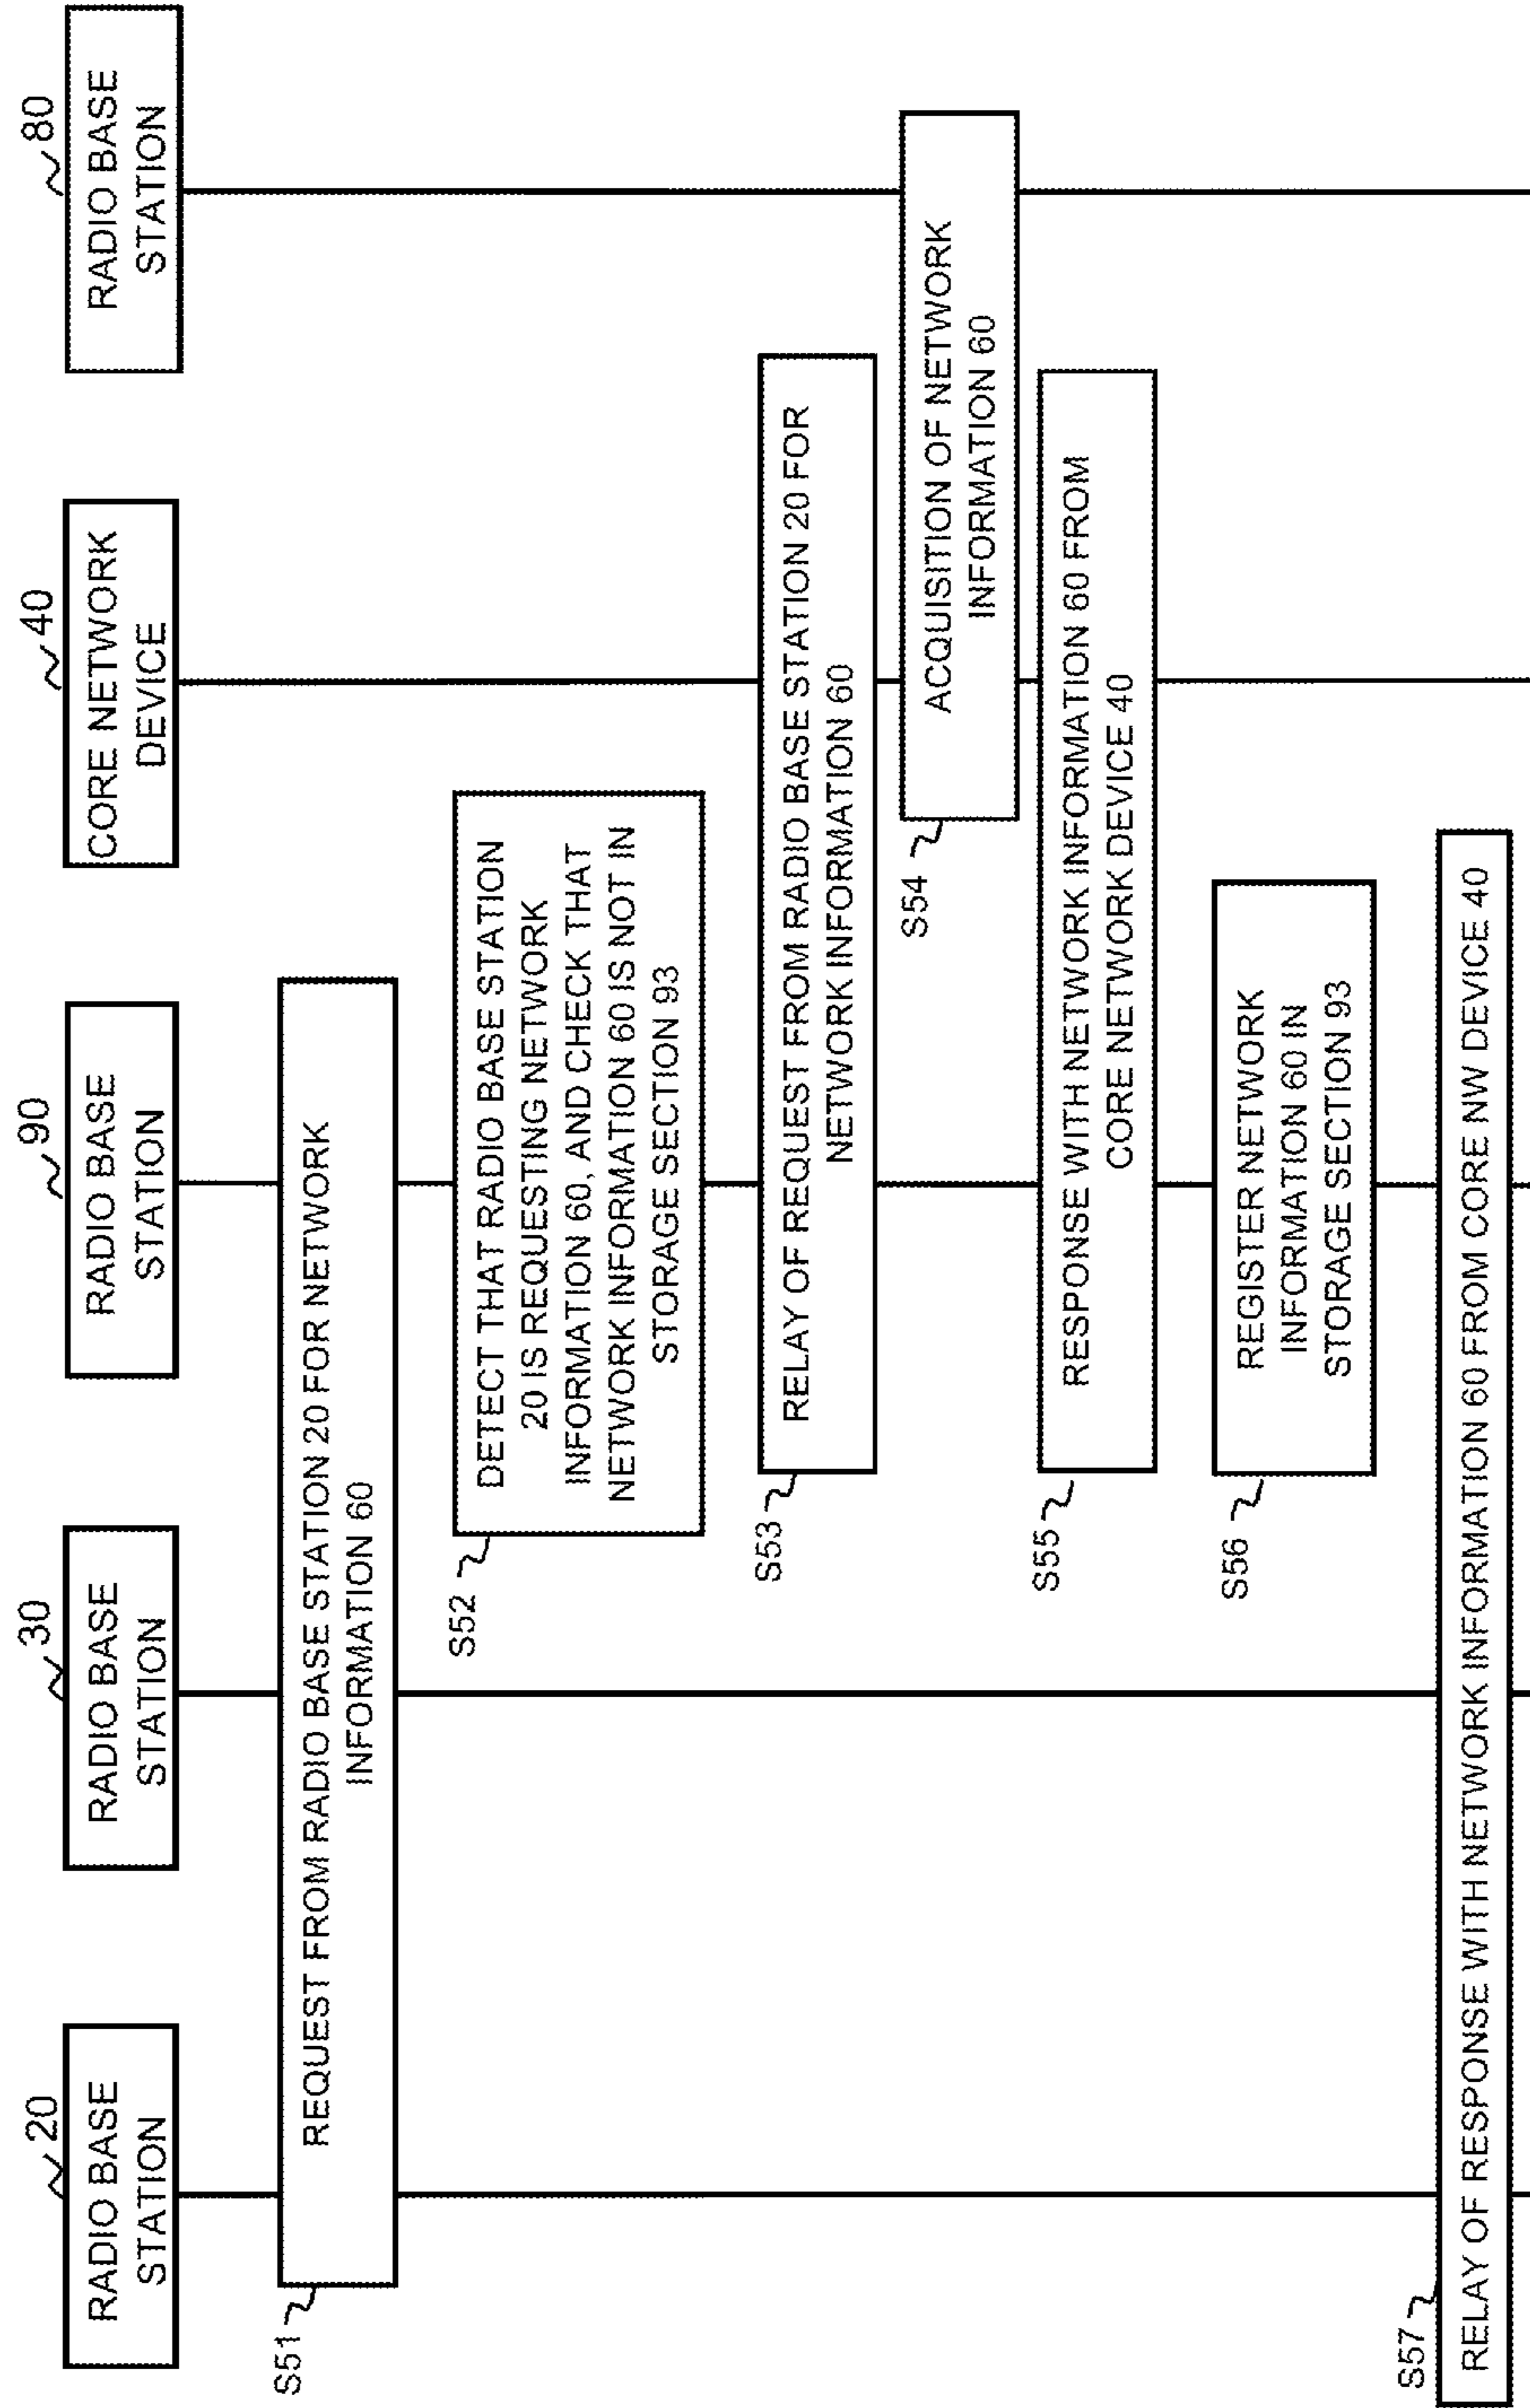 20
RADIO BASE
STATION
30
RADIO BASE
STATION
90
RADIO BASE
STATION
40
CORE NETWORK
DEVICE
80
RADIO BASE
STATION
S51
REQUEST FROM RADIO BASE STATION 20 FOR NETWORK
INFORMATION 60
S52
DETECT THAT RADIO BASE STATION
20 IS REQUESTING NETWORK
INFORMATION 60, AND CHECK THAT
NETWORK INFORMATION 60 IS NOT IN
STORAGE SECTION 93
S53
RELAY OF REQUEST FROM RADIO BASE STATION 20 FOR
NETWORK INFORMATION 60
S54
ACQUISITION OF NETWORK
INFORMATION 60
S55
RESPONSE WITH NETWORK INFORMATION 60 FROM
CORE NETWORK DEVICE 40
S56
REGISTER NETWORK
INFORMATION 60 IN
STORAGE SECTION 93
S57
RELAY OF RESPONSE WITH NETWORK INFORMATION 60 FROM CORE NW DEVICE 40